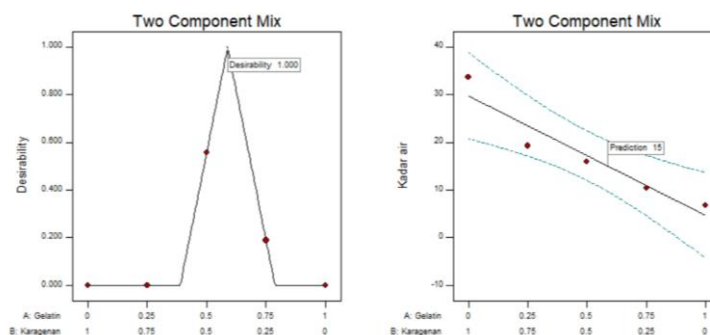 Two Component Mix
1.000
0.800
0.600
0.400
0.200
0.000
Desirability
Desirability 1.000
A: Gelatin 0 0.25 0.5 0.75 1
B: Karagenan 1 0.75 0.5 0.25 0
Two Component Mix
40
30
20
10
0
-10
Kadar air
Prediction 15
A: Gelatin 0 0.25 0.5 0.75 1
B: Karagenan 1 0.75 0.5 0.25 0